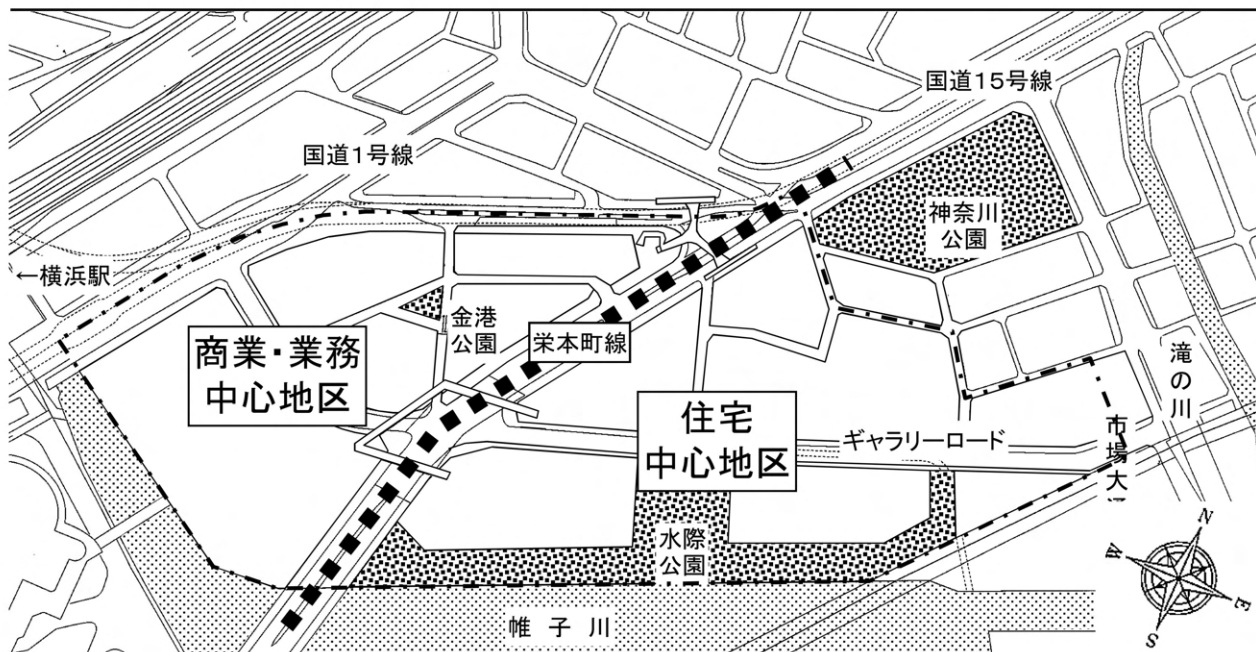 国道15号線
国道1号線
神奈川
公園
←横浜駅
金港
公園
栄本町線
商業・業務
中心地区
滝の川
住宅
中心地区
ギャラリーロード
市場大
水際
公園
帷子川
N
W
E
S